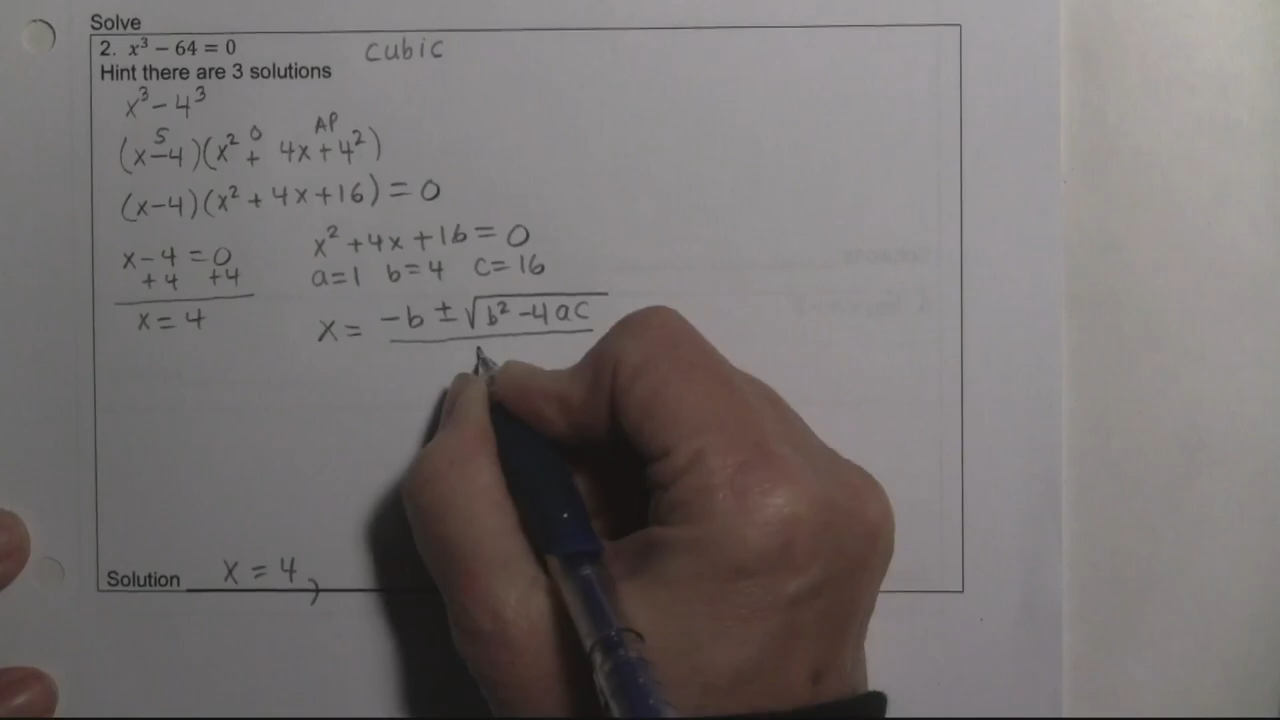 Solve
2. x³ − 64 = 0 cubic
Hint there are 3 solutions
x³ − 4³
S O AP
(x−4)(x² + 4x+4²)
(x−4)(x² + 4x+16) = 0
x−4 = 0 x² +4x +16 = 0
+4 +4 a=1 b=4 c=16
x = 4 x = −b ± √b² −4ac
Solution x = 4,